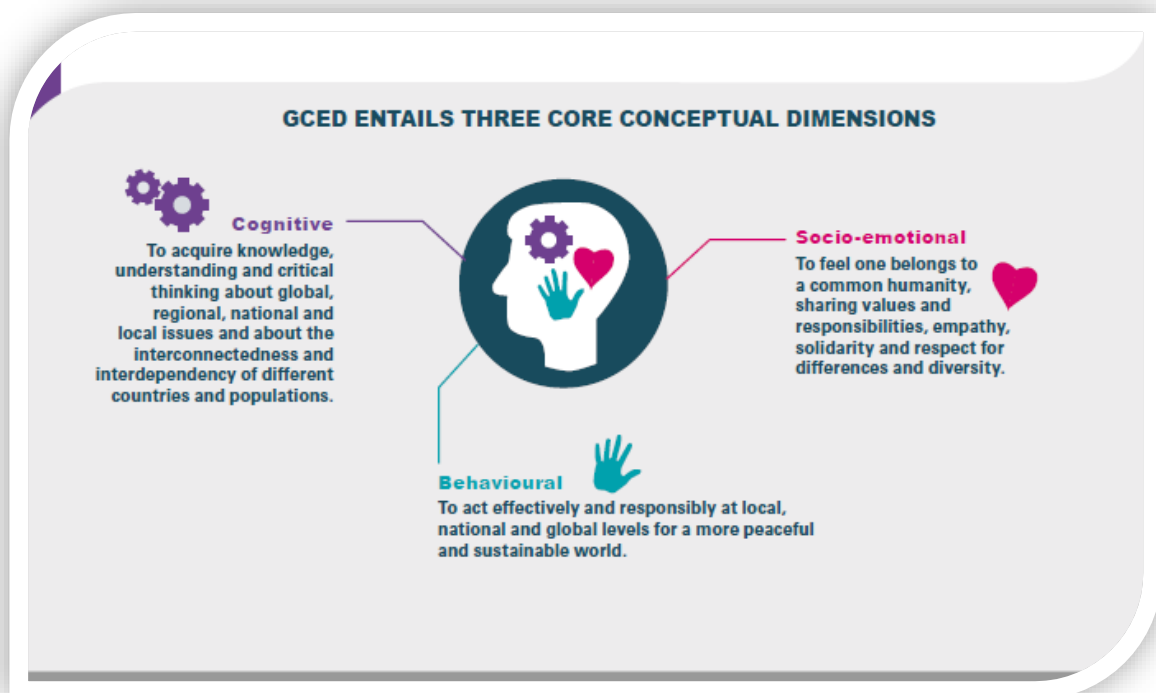 GCED ENTAILS THREE CORE CONCEPTUAL DIMENSIONS
Cognitive
To acquire knowledge,
understanding and critical
thinking about global,
regional, national and
local issues and about the
interconnectedness and
interdependency of different
countries and populations.
Socio-emotional
To feel one belongs to
a common humanity,
sharing values and
responsibilities, empathy,
solidarity and respect for
differences and diversity.
Behavioural
To act effectively and responsibly at local,
national and global levels for a more peaceful
and sustainable world.